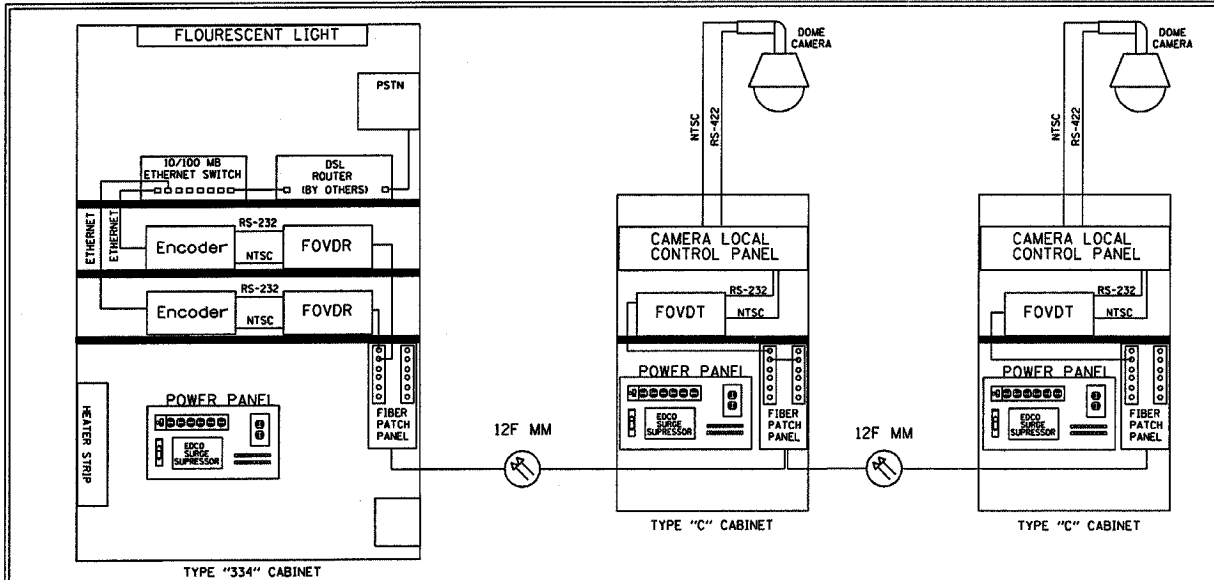 FLOURESCENT LIGHT
PSTN
10/100 MB
ETHERNET SWITCH
DSL
ROUTER
(BY OTHERS)
ETHERNET
ETHERNET
Encoder
RS-232
NTSC
FOVDR
Encoder
RS-232
NTSC
FOVDR
HEATER STRIP
POWER PANEL
EDCO
SURGE
SUPRESSOR
FIBER
PATCH
PANEL
TYPE "334" CABINET
12F MM
DOME
CAMERA
NTSC
RS-422
CAMERA LOCAL
CONTROL PANEL
FOVDT
RS-232
NTSC
POWER PANEL
EDCO
SURGE
SUPRESSOR
FIBER
PATCH
PANEL
TYPE "C" CABINET
12F MM
DOME
CAMERA
NTSC
RS-422
CAMERA LOCAL
CONTROL PANEL
FOVDT
RS-232
NTSC
POWER PANEL
EDCO
SURGE
SUPRESSOR
FIBER
PATCH
PANEL
TYPE "C" CABINET